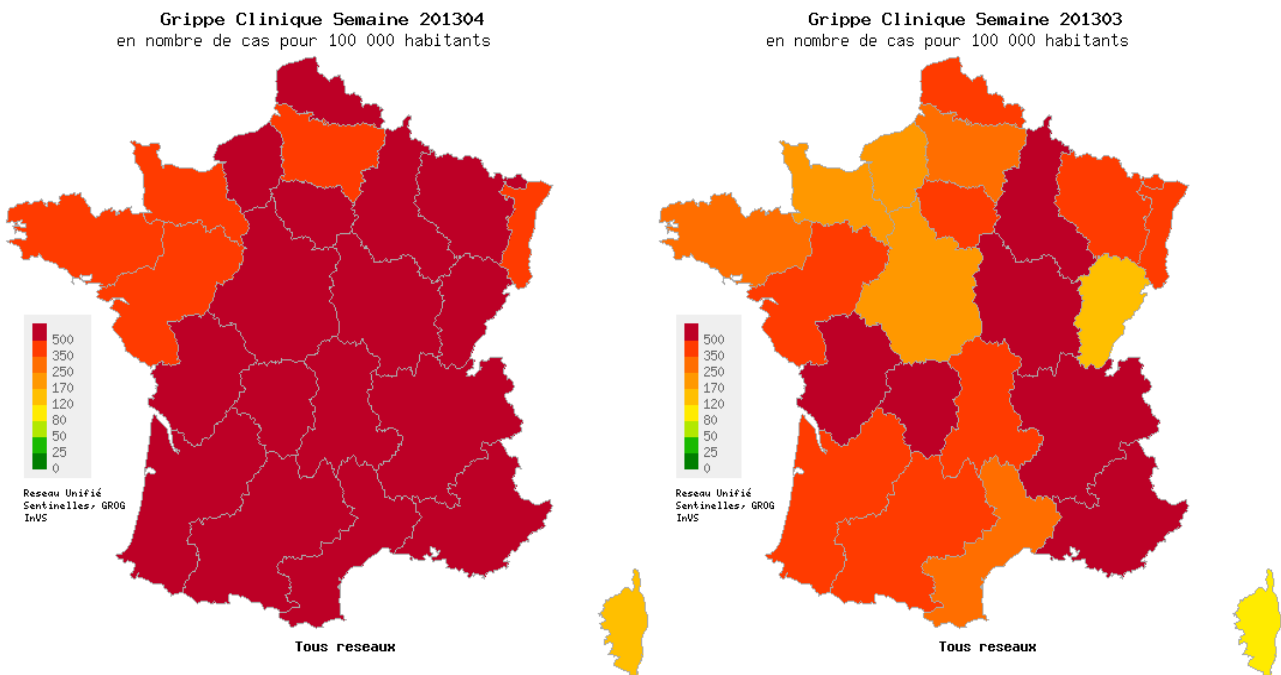 Grippe Clinique Semaine 201304
en nombre de cas pour 100 000 habitants
500
350
250
170
120
80
50
25
0
Reseau Unifié
Sentinelles, GROG
InVS
Tous reseaux
Grippe Clinique Semaine 201303
en nombre de cas pour 100 000 habitants
500
350
250
170
120
80
50
25
0
Reseau Unifié
Sentinelles, GROG
InVS
Tous reseaux